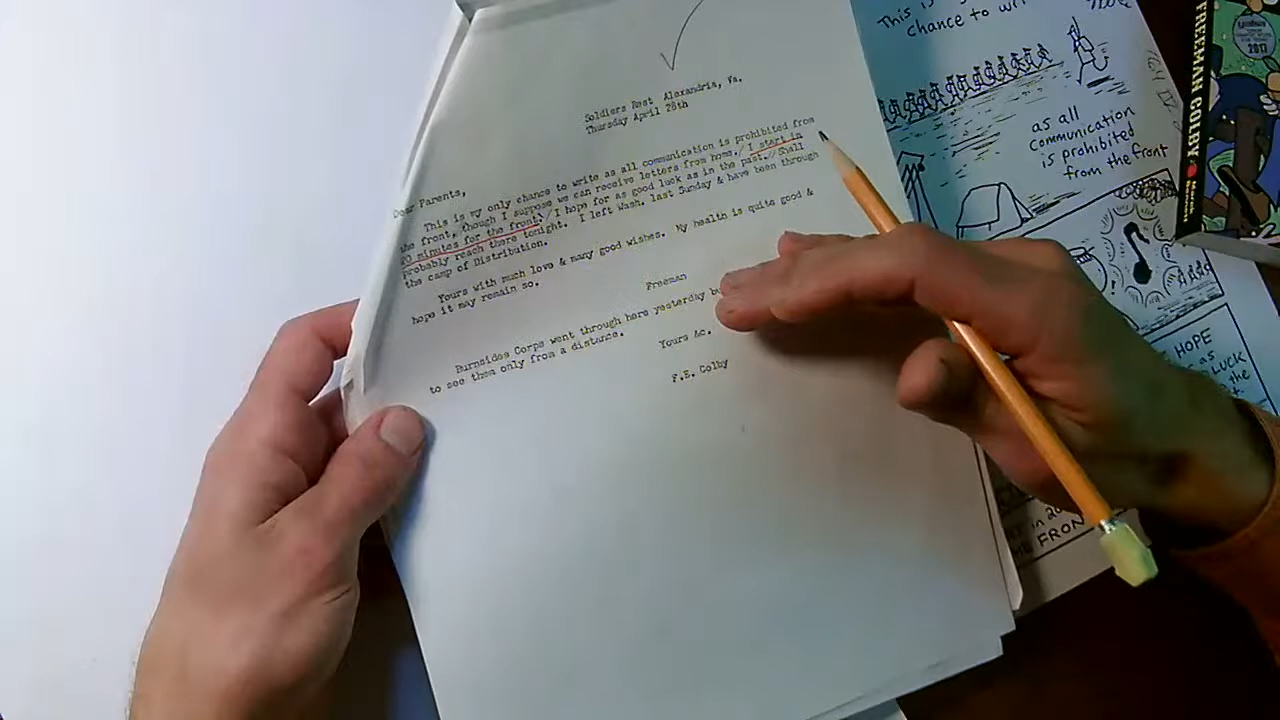 Soldiers Rest Alexandria, Va.
Thursday April 28th
Dear Parents,
This is my only chance to write as all communication is prohibited from
the front, though I suppose we can receive letters from home./ I start in
20 minutes for the front./ I hope for as good luck as in the past./ Shall
probably reach there tonight. I left Wash. last Sunday & have been through
the camp of Distribution.
Yours with much love & many good wishes. My health is quite good &
hope it may remain so.
Freeman
Burnsides Corps went through here yesterday
to see them only from a distance.
Yours &c.
F.E. Colby
This is
chance to
as all
communication
is prohibited
from the front
HOPE
as
LUCK
the
in 20
FRON
FREEMAN COLBY
2017